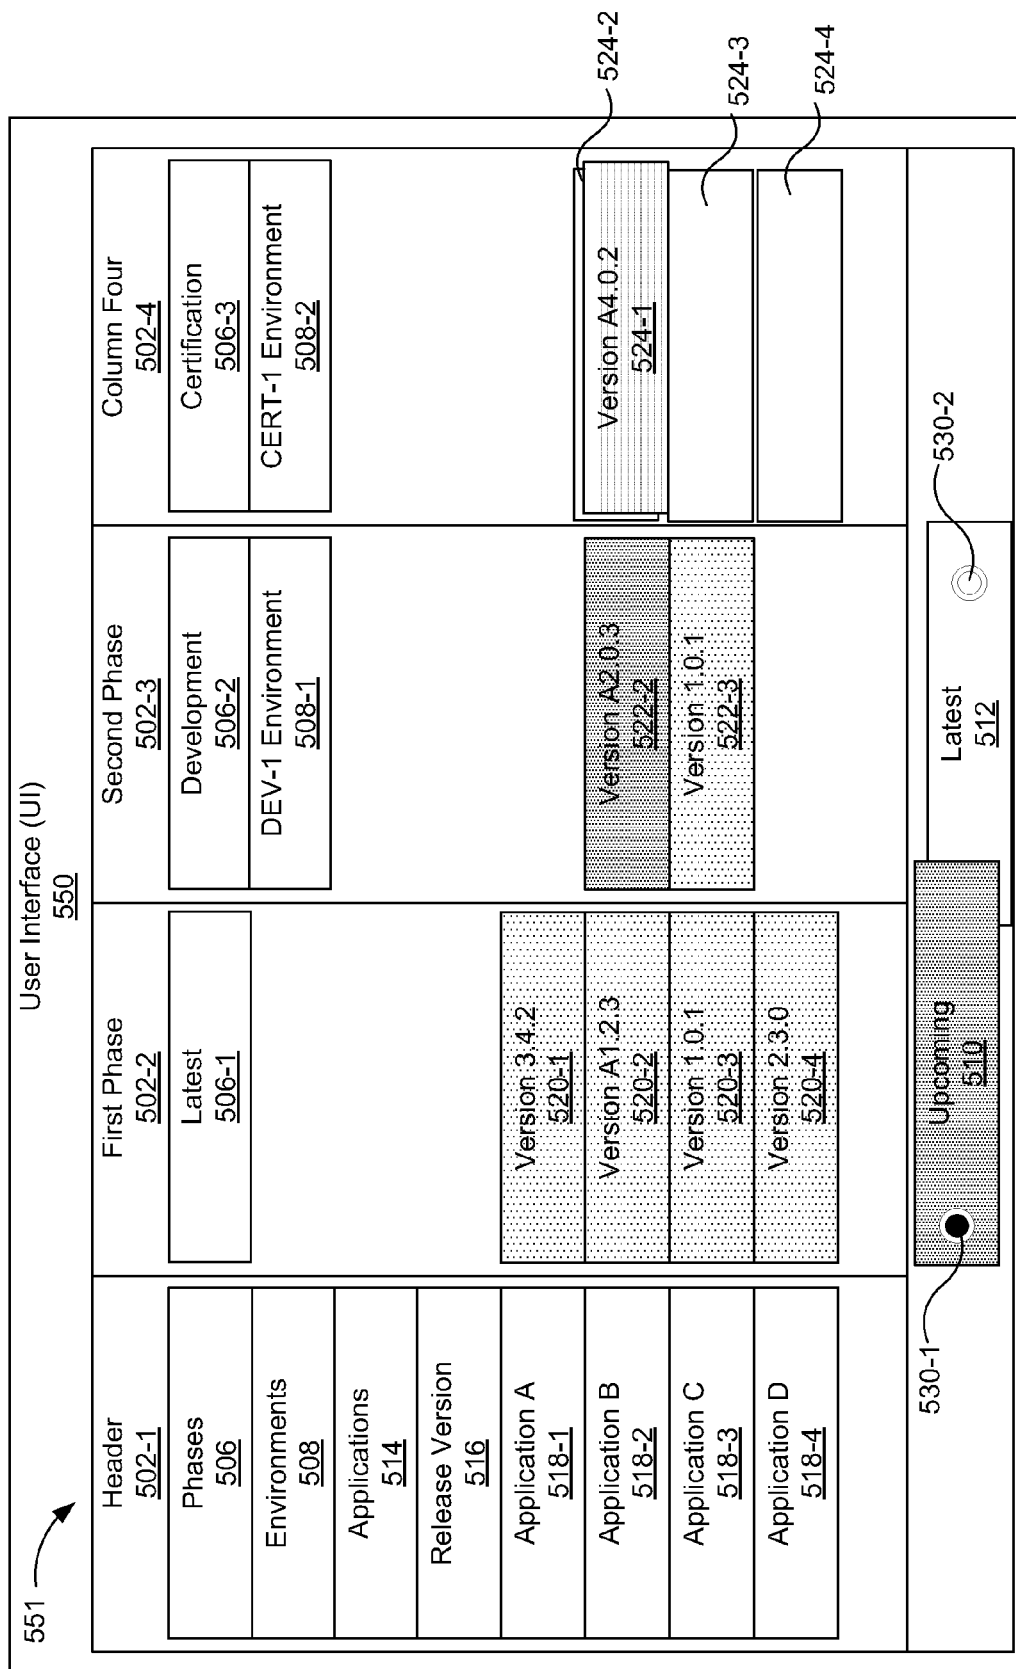 User Interface (UI)
550
551
Header
502-1
First Phase
502-2
Second Phase
502-3
Column Four
502-4
Phases
506
Latest
506-1
Development
506-2
Certification
506-3
Environments
508
DEV-1 Environment
508-1
CERT-1 Environment
508-2
Applications
514
Release Version
516
Application A
518-1
Version 3.4.2
520-1
Application B
518-2
Version A1.2.3
520-2
Version A2.0.3
522-2
Version A4.0.2
524-1
524-2
Application C
518-3
Version 1.0.1
520-3
Version 1.0.1
522-3
524-3
Application D
518-4
Version 2.3.0
520-4
524-4
530-1
Upcoming
510
Latest
512
530-2